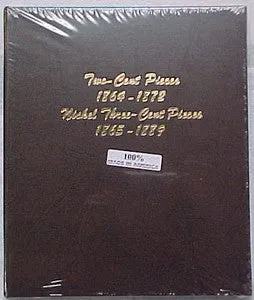 Two-Cent Pieces
1864-1872
Nickel Three-Cent Pieces
1865-1889
100%
MADE IN AMERICA